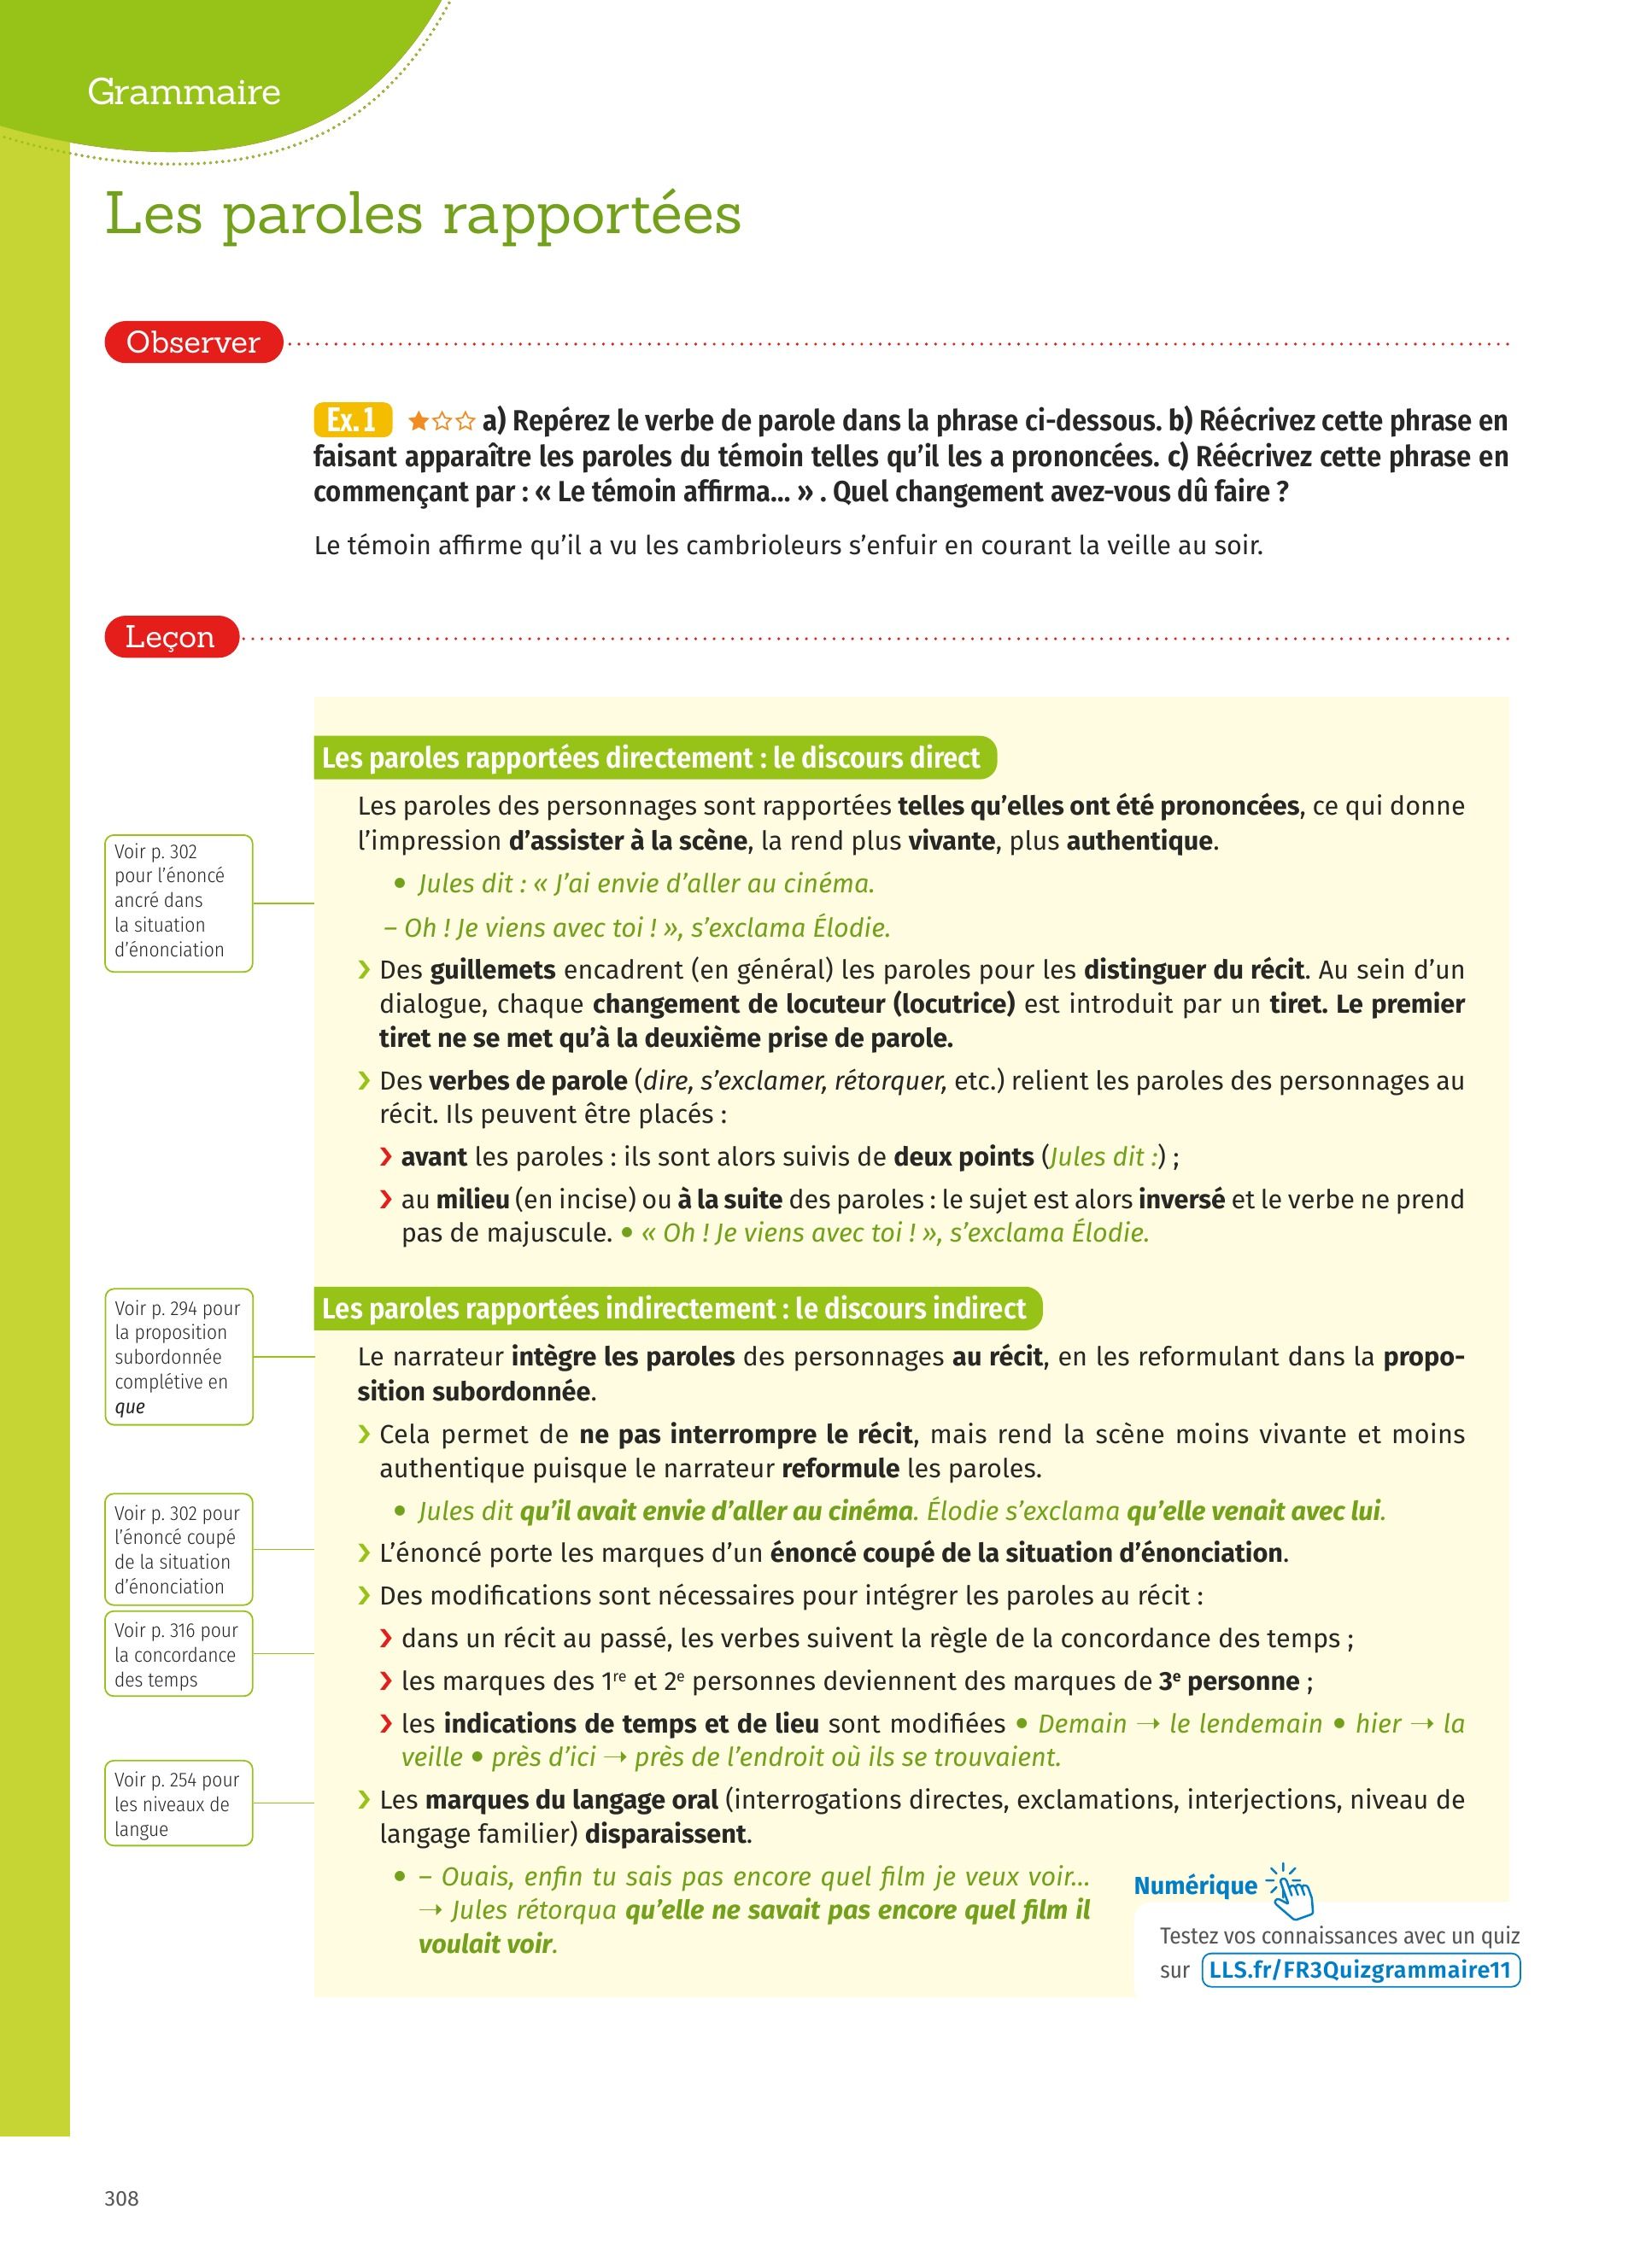 Grammaire
Les paroles rapportées
Observer
Ex. 1 a) Repérez le verbe de parole dans la phrase ci-dessous. b) Réécrivez cette phrase en
faisant apparaître les paroles du témoin telles qu’il les a prononcées. c) Réécrivez cette phrase en
commençant par : « Le témoin affirma... » . Quel changement avez-vous dû faire ?
Le témoin affirme qu’il a vu les cambrioleurs s’enfuir en courant la veille au soir.
Leçon
Les paroles rapportées directement : le discours direct
Les paroles des personnages sont rapportées telles qu’elles ont été prononcées, ce qui donne
l’impression d’assister à la scène, la rend plus vivante, plus authentique.
Voir p. 302
pour l’énoncé
ancré dans
la situation
d’énonciation
• Jules dit : « J’ai envie d’aller au cinéma.
– Oh ! Je viens avec toi ! », s’exclama Élodie.
› Des guillemets encadrent (en général) les paroles pour les distinguer du récit. Au sein d’un
dialogue, chaque changement de locuteur (locutrice) est introduit par un tiret. Le premier
tiret ne se met qu’à la deuxième prise de parole.
› Des verbes de parole (dire, s’exclamer, rétorquer, etc.) relient les paroles des personnages au
récit. Ils peuvent être placés :
› avant les paroles : ils sont alors suivis de deux points (Jules dit :) ;
› au milieu (en incise) ou à la suite des paroles : le sujet est alors inversé et le verbe ne prend
pas de majuscule. • « Oh ! Je viens avec toi ! », s’exclama Élodie.
Les paroles rapportées indirectement : le discours indirect
Voir p. 294 pour
la proposition
subordonnée
complétive en
que
Le narrateur intègre les paroles des personnages au récit, en les reformulant dans la propo-
sition subordonnée.
› Cela permet de ne pas interrompre le récit, mais rend la scène moins vivante et moins
authentique puisque le narrateur reformule les paroles.
• Jules dit qu’il avait envie d’aller au cinéma. Élodie s’exclama qu’elle venait avec lui.
Voir p. 302 pour
l’énoncé coupé
de la situation
d’énonciation
› L’énoncé porte les marques d’un énoncé coupé de la situation d’énonciation.
› Des modifications sont nécessaires pour intégrer les paroles au récit :
Voir p. 316 pour
la concordance
des temps
› dans un récit au passé, les verbes suivent la règle de la concordance des temps ;
› les marques des 1re et 2e personnes deviennent des marques de 3e personne ;
› les indications de temps et de lieu sont modifiées • Demain → le lendemain • hier → la
veille • près d’ici → près de l’endroit où ils se trouvaient.
Voir p. 254 pour
les niveaux de
langue
› Les marques du langage oral (interrogations directes, exclamations, interjections, niveau de
langage familier) disparaissent.
• – Ouais, enfin tu sais pas encore quel film je veux voir...
→ Jules rétorqua qu’elle ne savait pas encore quel film il
voulait voir.
Numérique
Testez vos connaissances avec un quiz
sur LLS.fr/FR3Quizgrammaire11
308